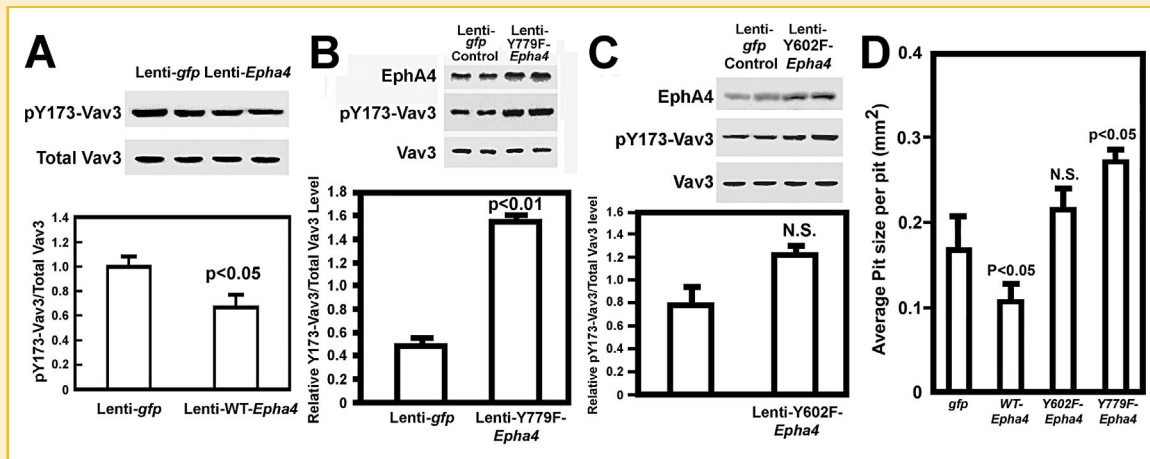 A
Lenti-gfp Lenti-Epha4
pY173-Vav3
Total Vav3
pY173-Vav3/Total Vav3
1.4
1.2
1.0
0.8
0.6
0.4
0.2
0
p<0.05
Lenti-gfp
Lenti-WT-Epha4
B
Lenti-
gfp
Control
Lenti-
Y779F-
Epha4
EphA4
pY173-Vav3
Vav3
Relative Y173-Vav3/Total Vav3 Level
1.8
1.6
1.4
1.2
1.0
0.8
0.6
0.4
0.2
0
p<0.01
Lenti-gfp
Lenti-Y779F-
Epha4
C
Lenti-
gfp
Control
Lenti-
Y602F-
Epha4
EphA4
pY173-Vav3
Vav3
Relative pY173-Vav3/Total Vav3 level
1.6
1.4
1.2
1.0
0.8
0.6
0.4
0.2
0
N.S.
Lenti-Y602F-
Epha4
D
Average Pit size per pit (mm²)
0.4
0.3
0.2
0.1
0
P<0.05
N.S.
p<0.05
gfp
WT-
Epha4
Y602F-
Epha4
Y779F-
Epha4